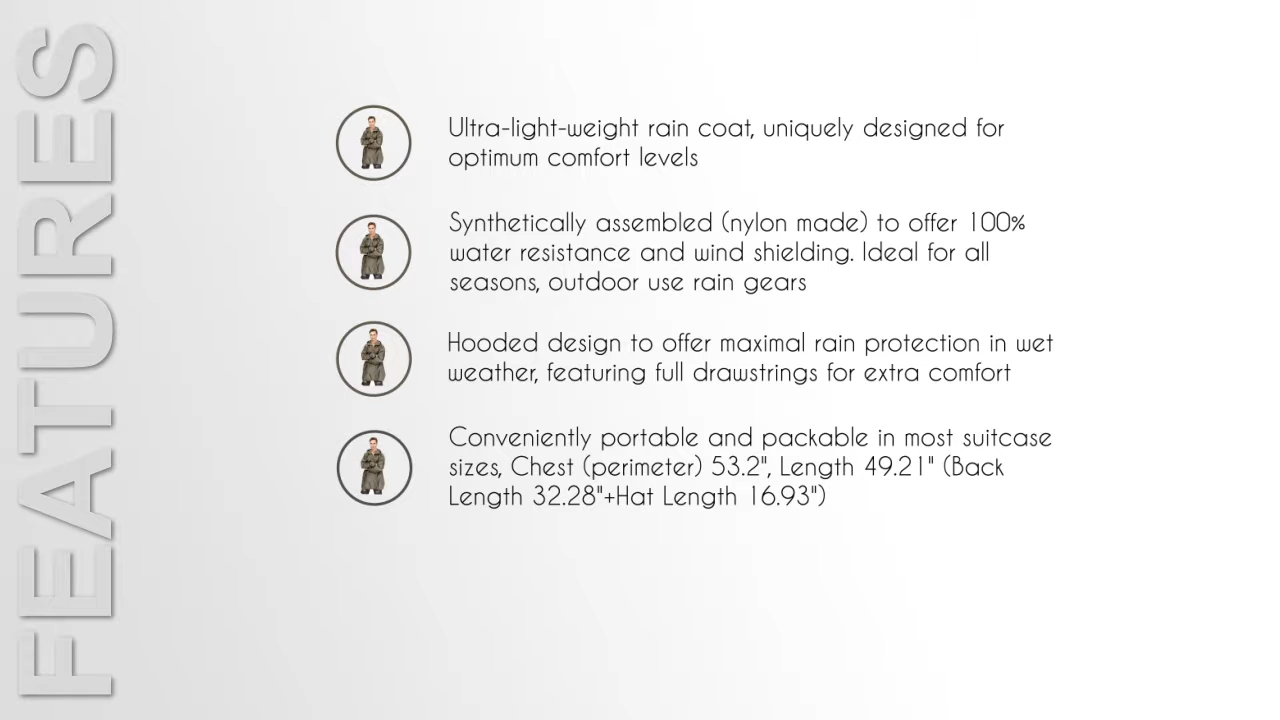 FEATURES
Ultra-light-weight rain coat, uniquely designed for
optimum comfort levels
Synthetically assembled (nylon made) to offer 100%
water resistance and wind shielding. Ideal for all
seasons, outdoor use rain gears
Hooded design to offer maximal rain protection in wet
weather, featuring full drawstrings for extra comfort
Conveniently portable and packable in most suitcase
sizes, Chest (perimeter) 53.2", Length 49.21" (Back
Length 32.28"+Hat Length 16.93")